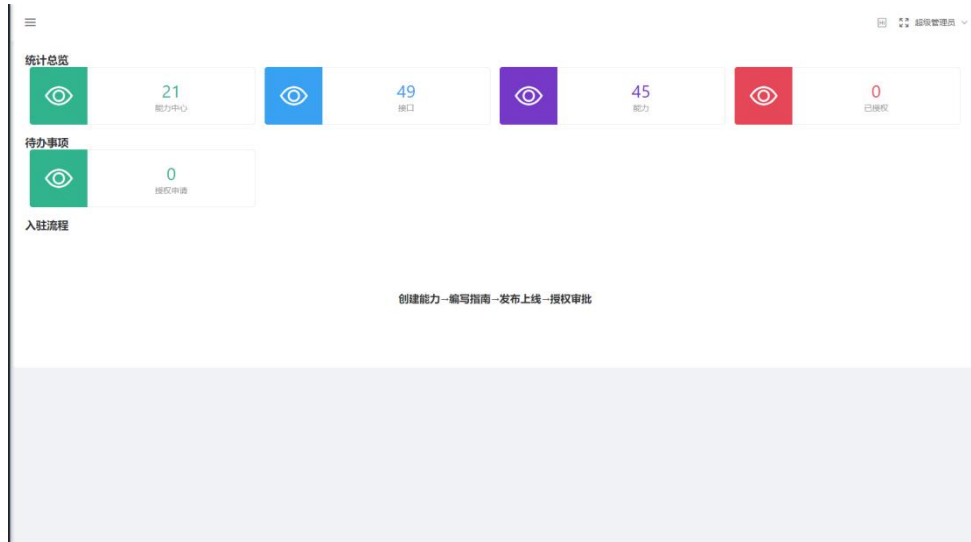 超级管理员
统计总览
21
能力中心
49
接口
45
能力
0
已授权
待办事项
0
授权申请
入驻流程
创建能力→编写指南→发布上线→授权审批